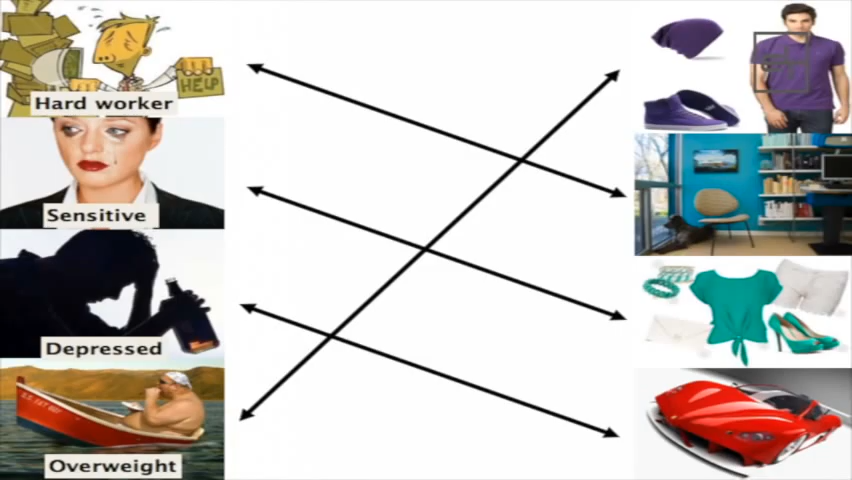 HELP
Hard worker
Sensitive
Depressed
Overweight